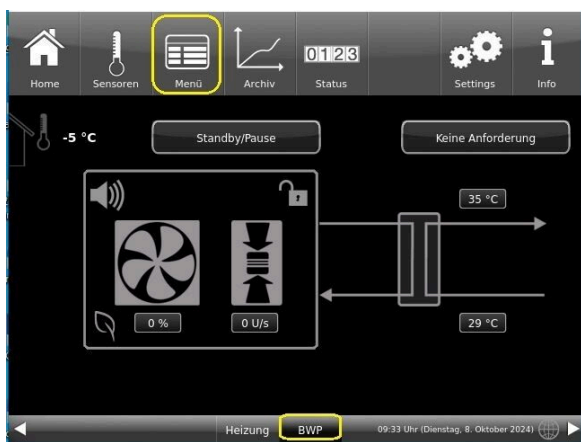 Home Sensoren Menü Archiv 0123 Status Settings i Info
-5 °C Standby/Pause Keine Anforderung
35 °C
0 % 0 U/s 29 °C
Heizung BWP 09:33 Uhr (Dienstag, 8. Oktober 2024)